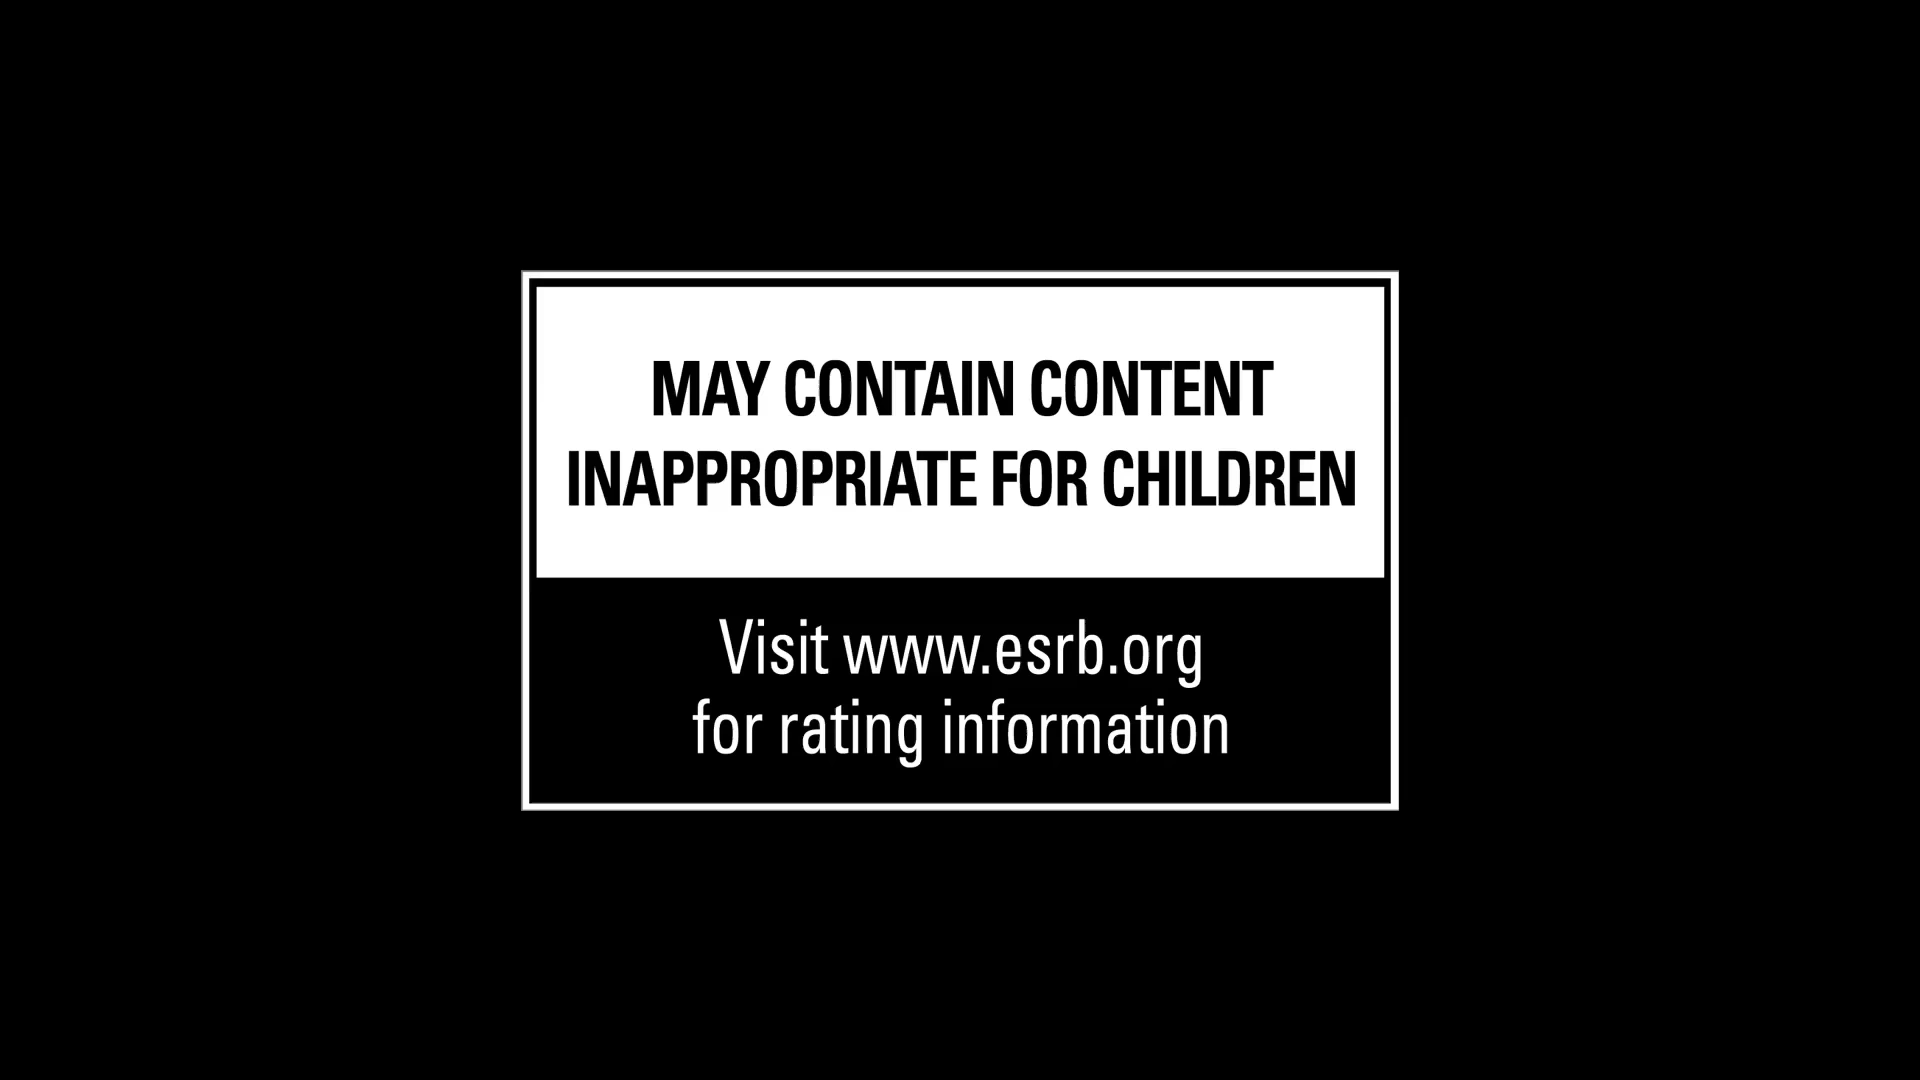 MAY CONTAIN CONTENT
INAPPROPRIATE FOR CHILDREN
Visit www.esrb.org
for rating information